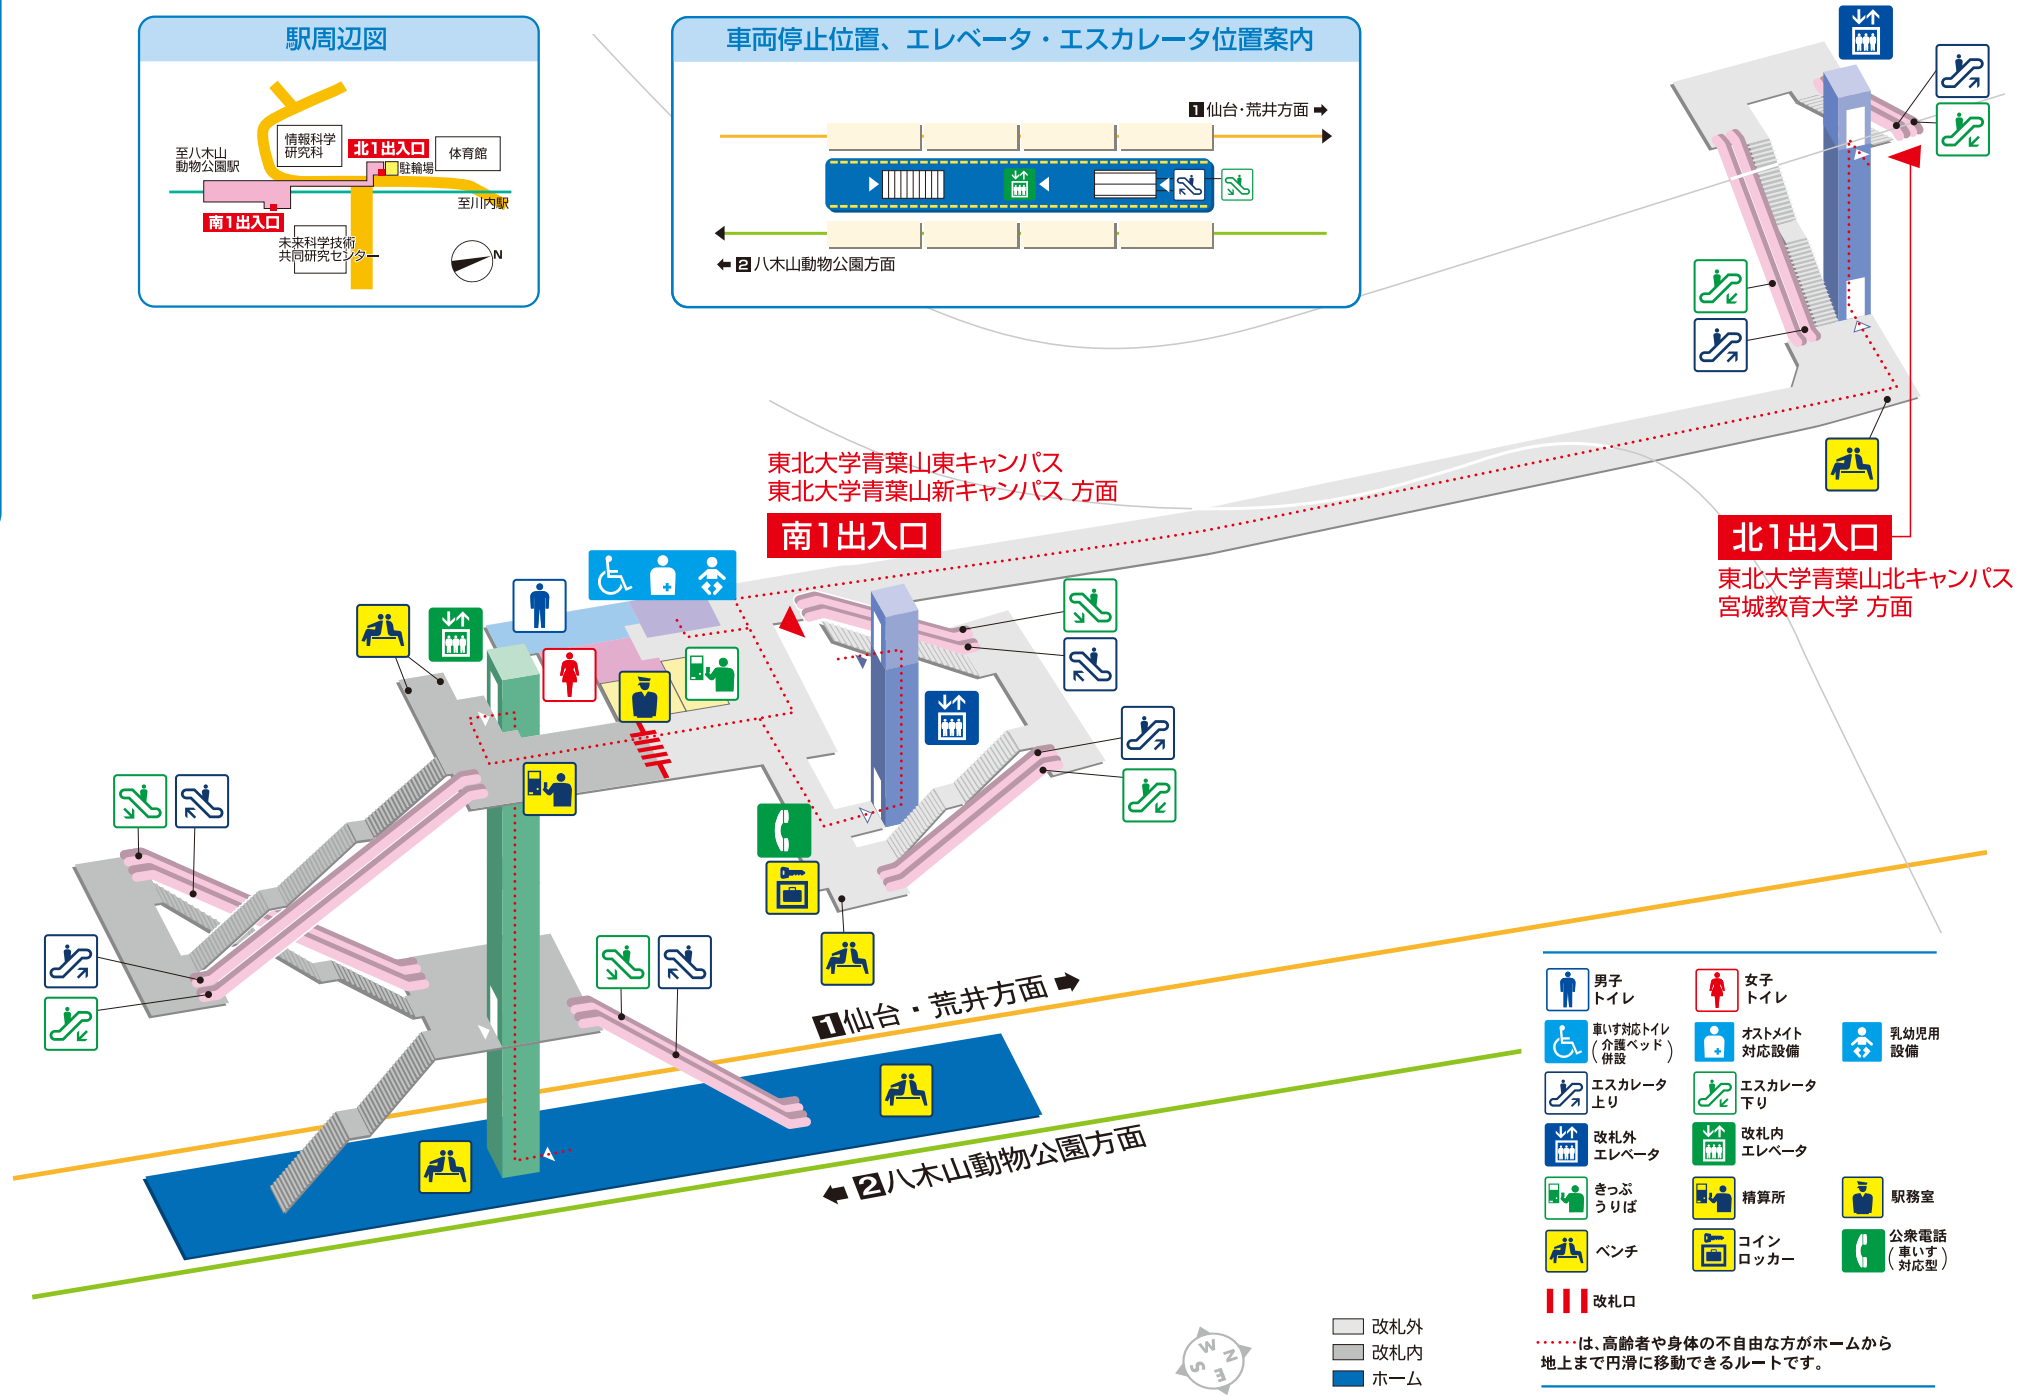 駅周辺図
至八木山
動物公園駅
情報科学
研究科
北1出入口
体育館
駐輪場
至川内駅
南1出入口
未来科学技術
共同研究センター
N
車両停止位置、エレベータ・エスカレータ位置案内
1 仙台・荒井方面
2 八木山動物公園方面
東北大学青葉山東キャンパス
東北大学青葉山新キャンパス 方面
南1出入口
北1出入口
東北大学青葉山北キャンパス
宮城教育大学 方面
1 仙台・荒井方面
2 八木山動物公園方面
男子
トイレ
女子
トイレ
車いす対応トイレ
(介護ベッド
併設)
オストメイト
対応設備
乳幼児用
設備
エスカレータ
上り
エスカレータ
下り
改札外
エレベータ
改札内
エレベータ
きっぷ
うりば
精算所
駅務室
ベンチ
コイン
ロッカー
公衆電話
(車いす
対応型)
改札口
······は、高齢者や身体の不自由な方がホームから
地上まで円滑に移動できるルートです。
改札外
改札内
ホーム
W
N
S
E